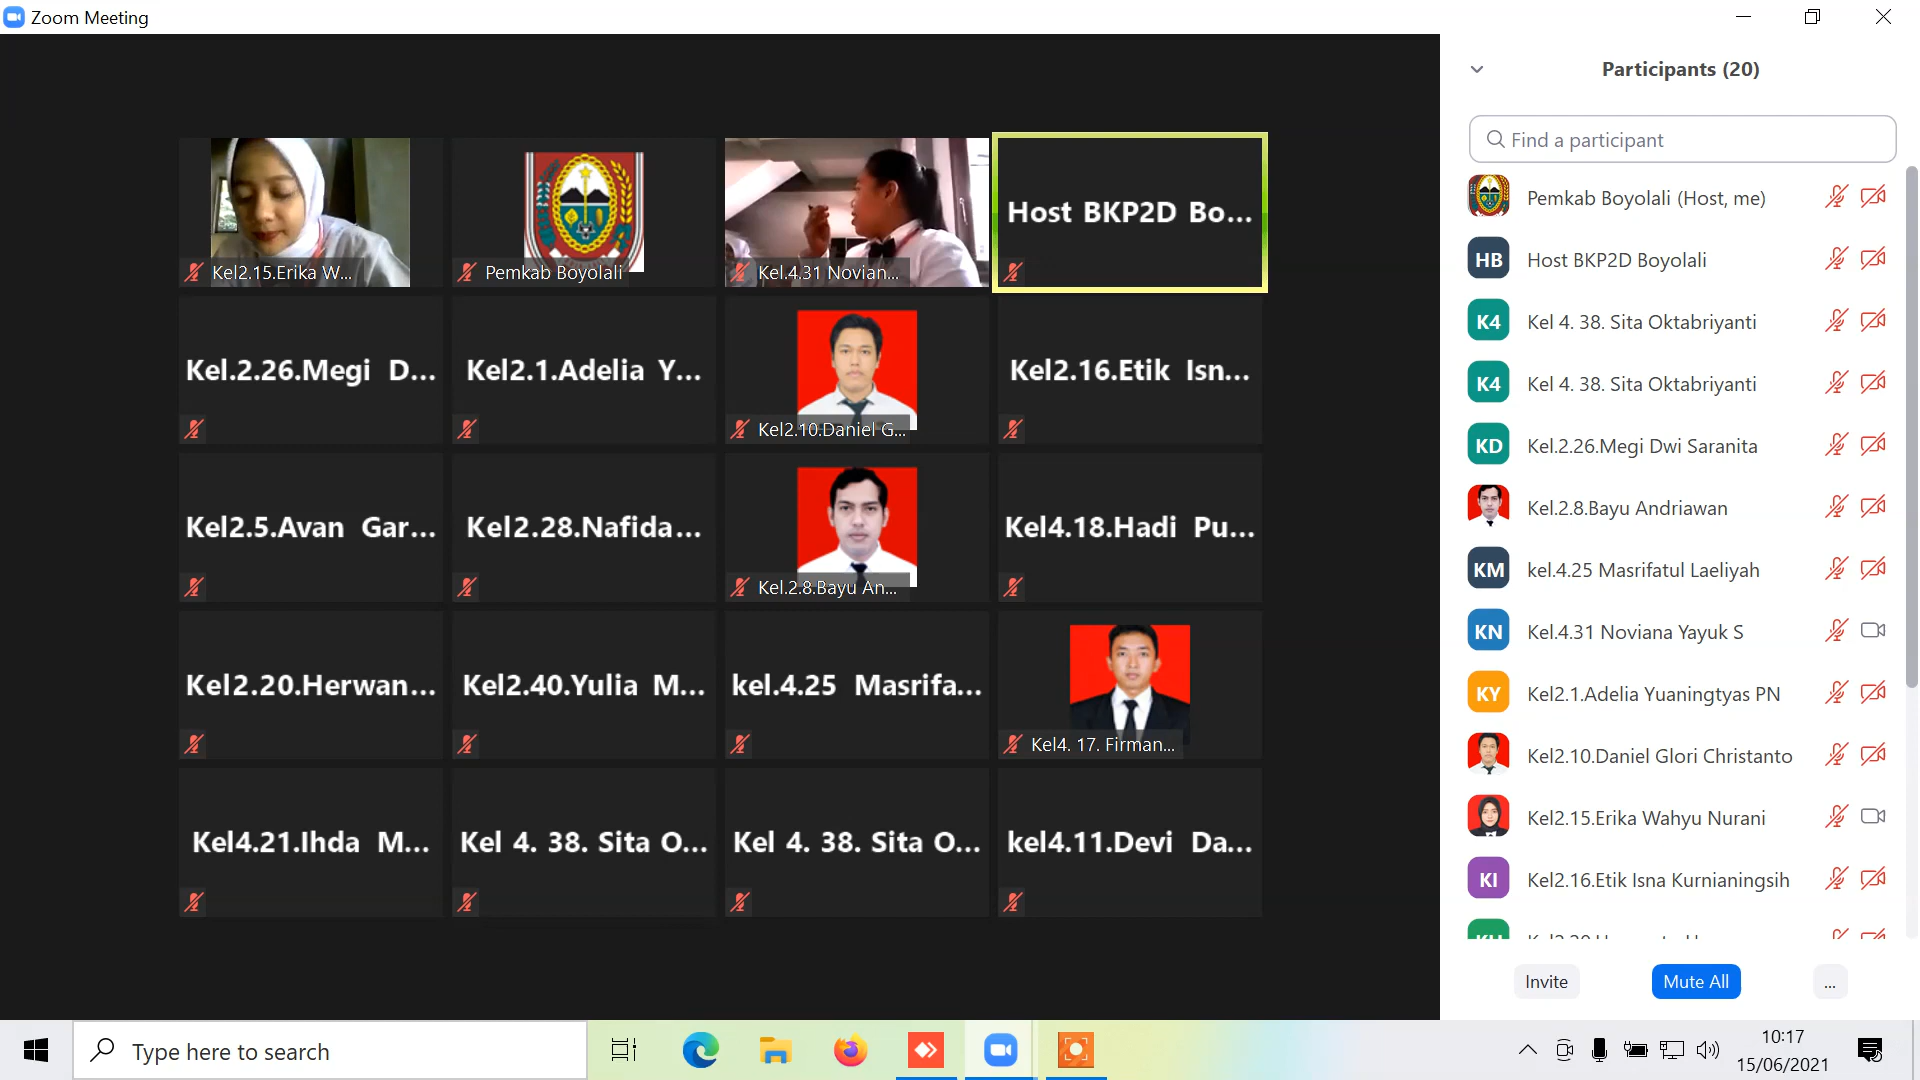 Zoom Meeting
Participants (20)
Find a participant
Kel2.15.Erika W...
Pemkab Boyolali
Kel.4.31 Novian...
Host BKP2D Bo...
Kel.2.26.Megi D...
Kel2.1.Adelia Y...
Kel2.10.Daniel G...
Kel2.16.Etik Isn...
Kel2.5.Avan Gar...
Kel2.28.Nafida...
Kel.2.8.Bayu An...
Kel4.18.Hadi Pu...
Kel2.20.Herwan...
Kel2.40.Yulia M...
kel.4.25 Masrifa...
Kel4. 17. Firman...
Kel4.21.Ihda M...
Kel 4. 38. Sita O...
Kel 4. 38. Sita O...
kel4.11.Devi Da...
Pemkab Boyolali (Host, me)
HB Host BKP2D Boyolali
K4 Kel 4. 38. Sita Oktabriyanti
K4 Kel 4. 38. Sita Oktabriyanti
KD Kel.2.26.Megi Dwi Saranita
Kel.2.8.Bayu Andriawan
KM kel.4.25 Masrifatul Laeliyah
KN Kel.4.31 Noviana Yayuk S
KY Kel2.1.Adelia Yuaningtyas PN
Kel2.10.Daniel Glori Christanto
Kel2.15.Erika Wahyu Nurani
KI Kel2.16.Etik Isna Kurnianingsih
Invite
Mute All
...
Type here to search
10:17
15/06/2021